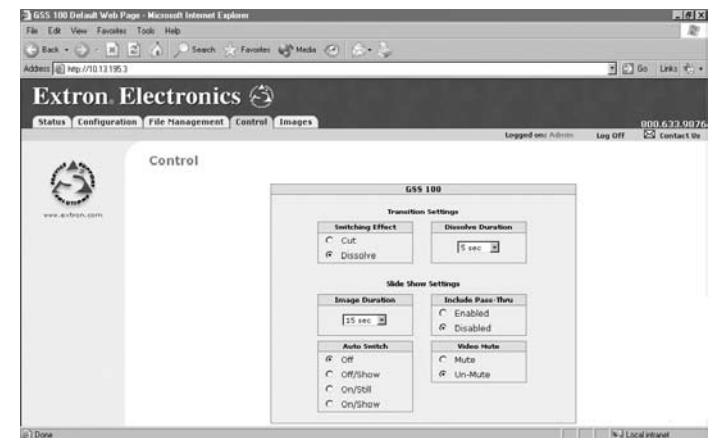 GSS 100 Default Web Page - Microsoft Internet Explorer
File Edit View Favorites Tools Help
Back Search Favorites Media
Address http://10.13.195.3 Go Links
Extron Electronics
Status Configuration File Management Control Images
800.633.9876
Logged on: Admin Log Off Contact Us
Control
www.extron.com
GSS 100
Transition Settings
Switching Effect Dissolve Duration
Cut
Dissolve
5 sec
Slide Show Settings
Image Duration Include Pass-Thru
15 sec
Enabled
Disabled
Auto Switch Video Mute
Off Mute
Off/Show Un-Mute
On/Still
On/Show
Done Local intranet